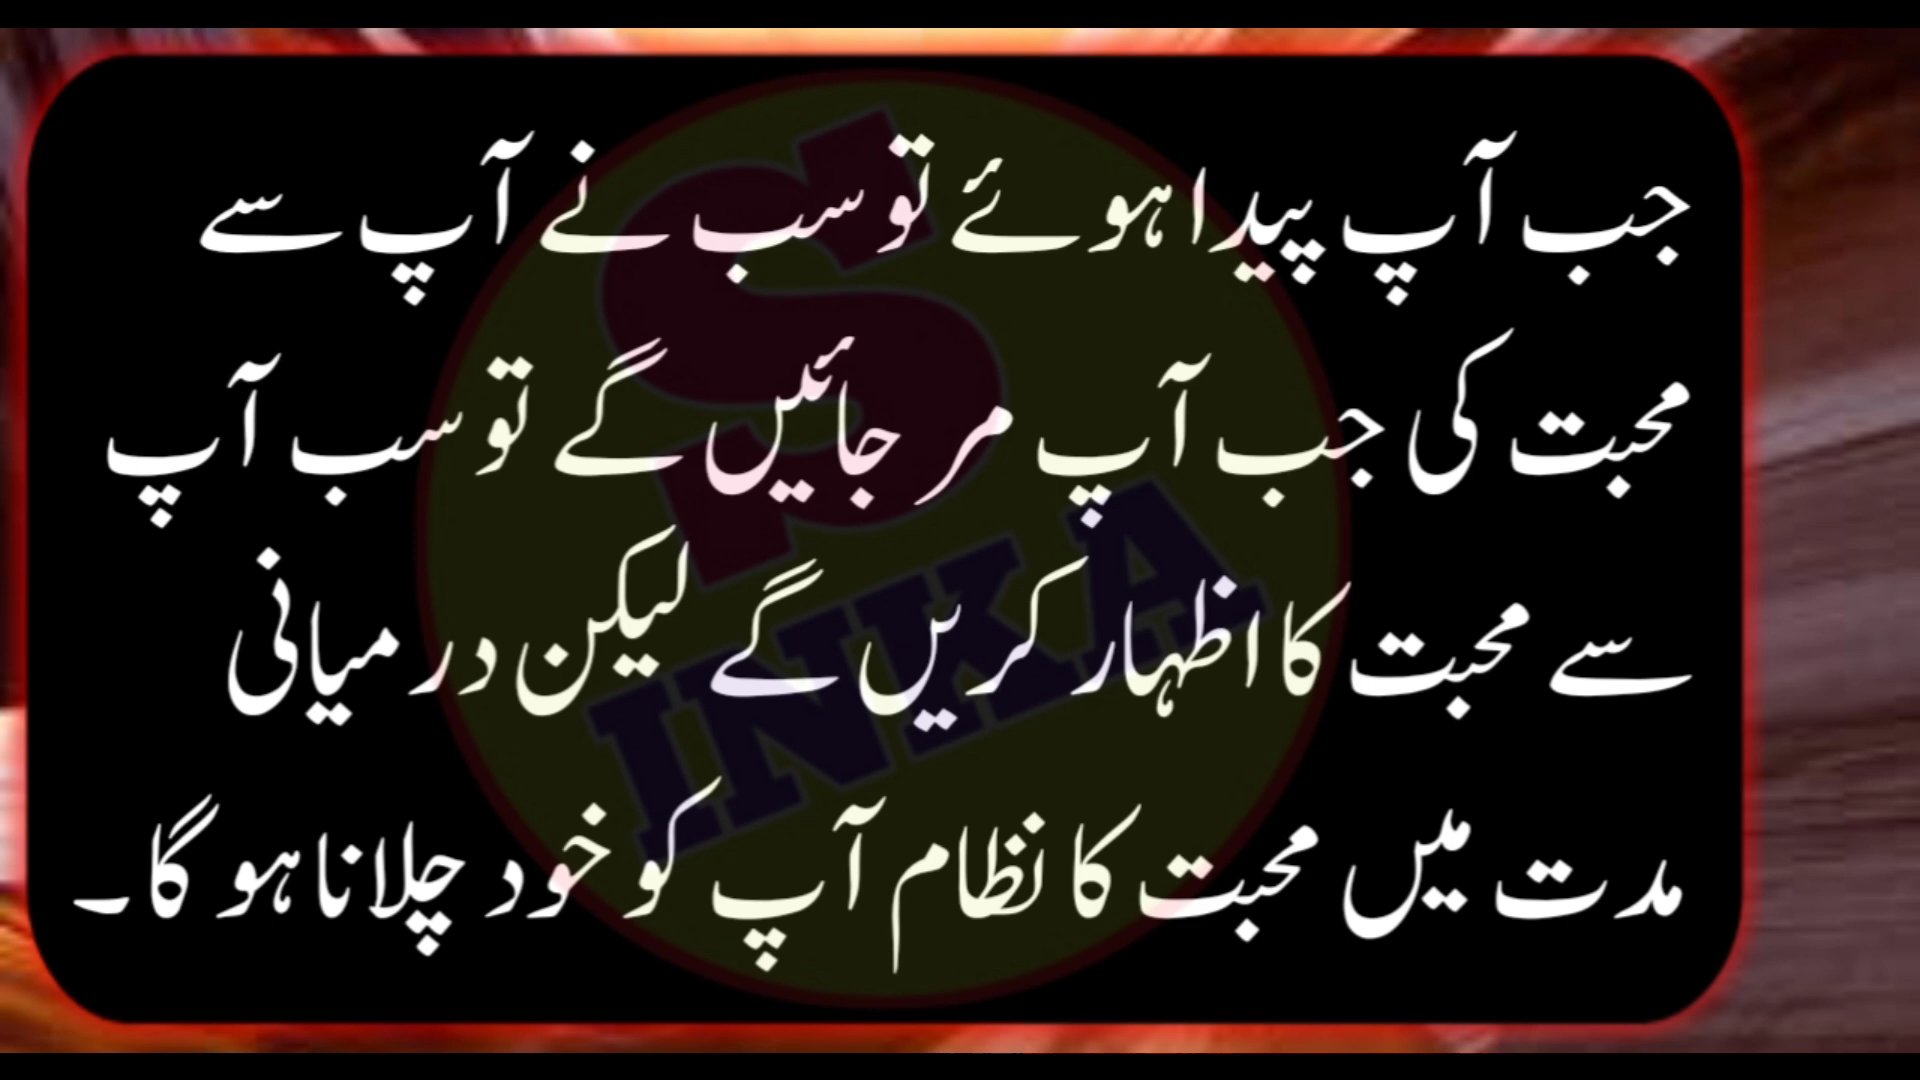 جب آپ پیدا ہوئے تو سب نے آپ سے
محبت کی جب آپ مر جائیں گے تو سب آپ
سے محبت کا اظہار کریں گے لیکن درمیانی
مدت میں محبت کا نظام آپ کو خود چلانا ہو گا۔
S
INKA